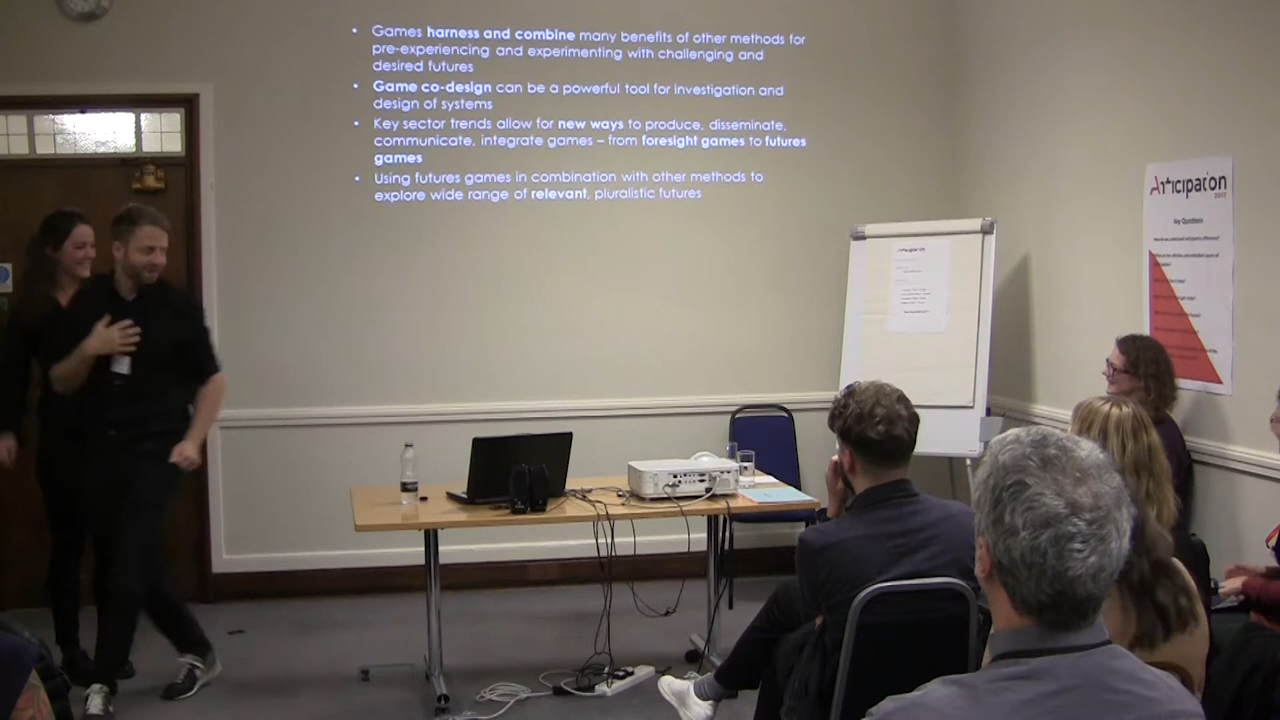 • Games harness and combine many benefits of other methods for
pre-experiencing and experimenting with challenging and
desired futures
• Game co-design can be a powerful tool for investigation and
design of systems
• Key sector trends allow for new ways to produce, disseminate,
communicate, integrate games – from foresight games to futures
games
• Using futures games in combination with other methods to
explore wide range of relevant, pluralistic futures
Anticipation
2017
Key Questions